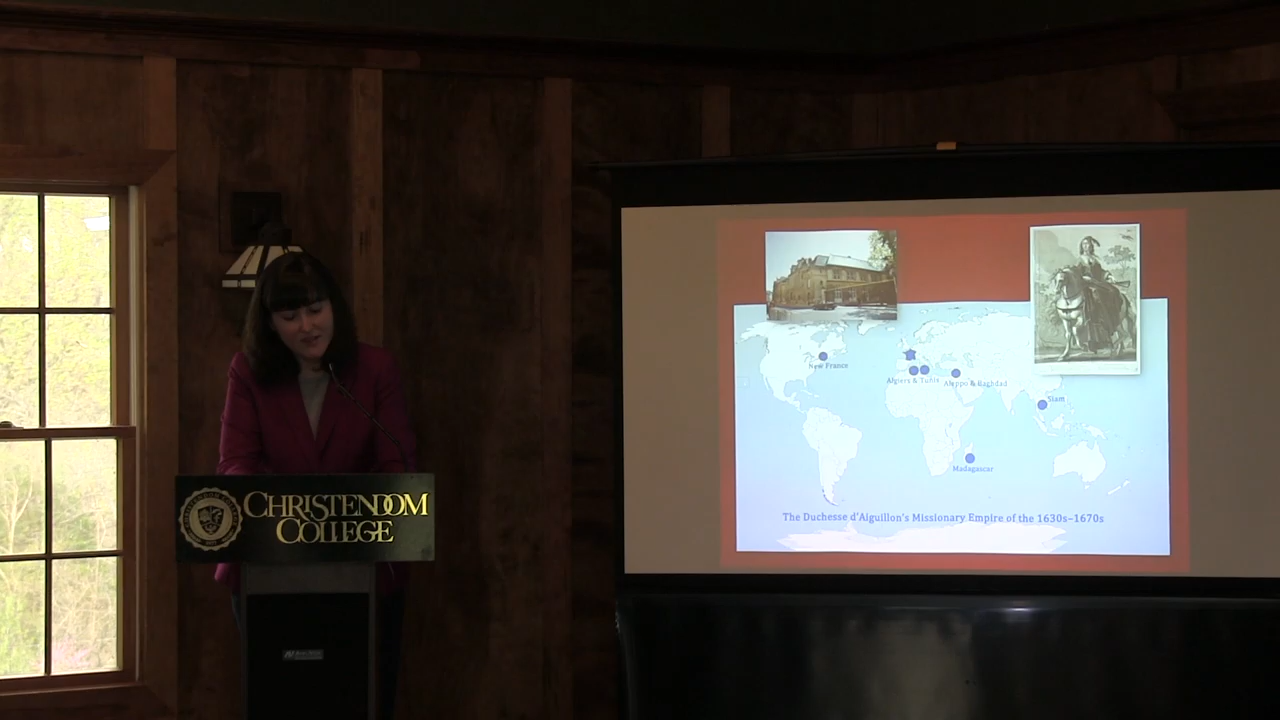 CHRISTENDOM
COLLEGE
New France
Algiers & Tunis
Aleppo & Baghdad
Siam
Madagascar
The Duchesse d'Aiguillon's Missionary Empire of the 1630s–1670s